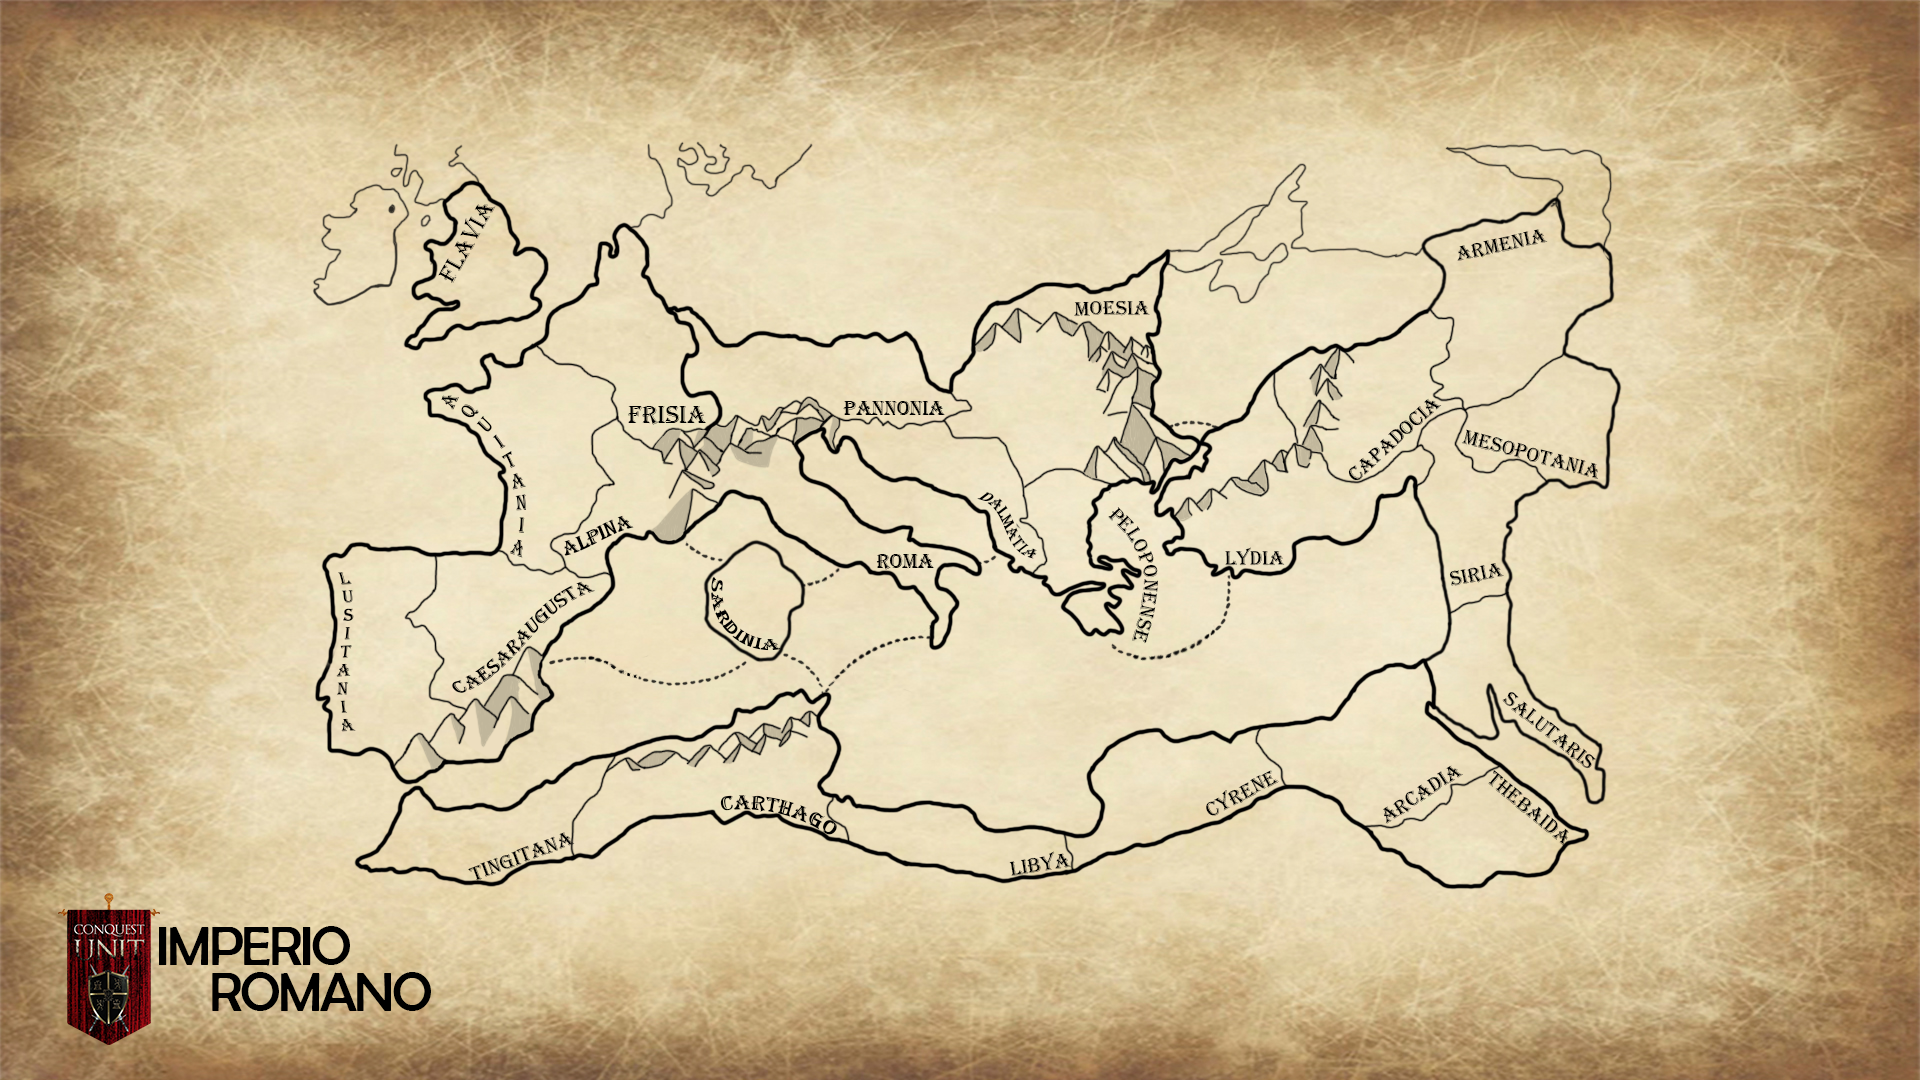 FLAVIA
ARMENIA
MOESIA
AQUITANIA
FRISIA
PANNONIA
CAPADOCIA
MESOPOTANIA
DALMATIA
PELOPONENSE
ALPINA
ROMA
LYDIA
SIRIA
LUSITANIA
CAESARAUGUSTA
SARDINIA
SALUTARIS
CARTHAGO
CYRENE
ARCADIA
THEBAIDA
TINGITANA
LIBYA
CONQUEST
UNIT
IMPERIO
ROMANO